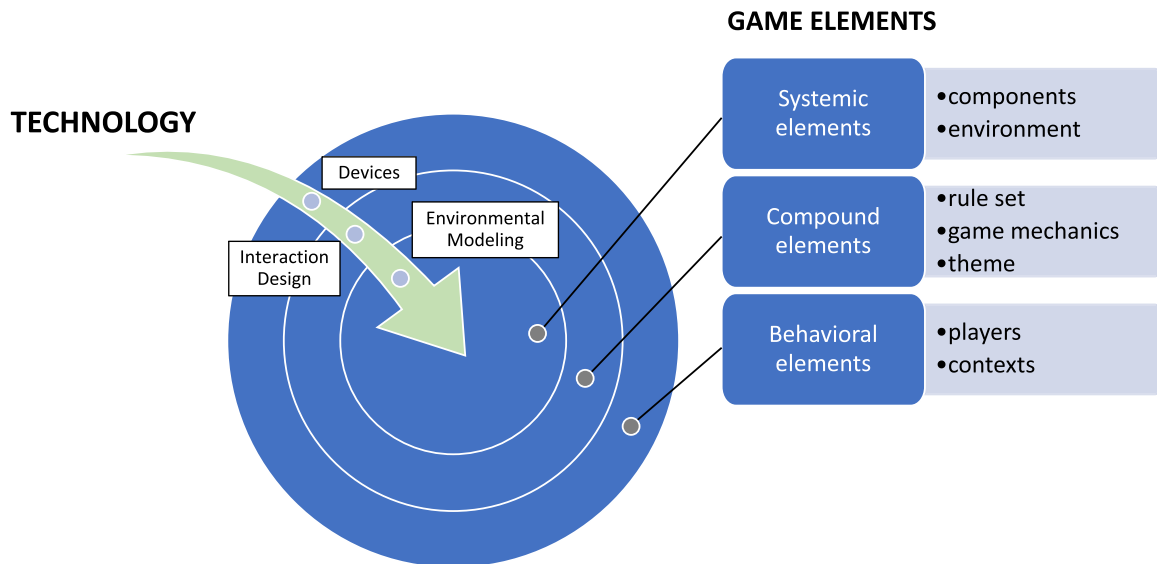 GAME ELEMENTS
TECHNOLOGY
Devices
Environmental
Modeling
Interaction
Design
Systemic
elements
•components
•environment
Compound
elements
•rule set
•game mechanics
•theme
Behavioral
elements
•players
•contexts